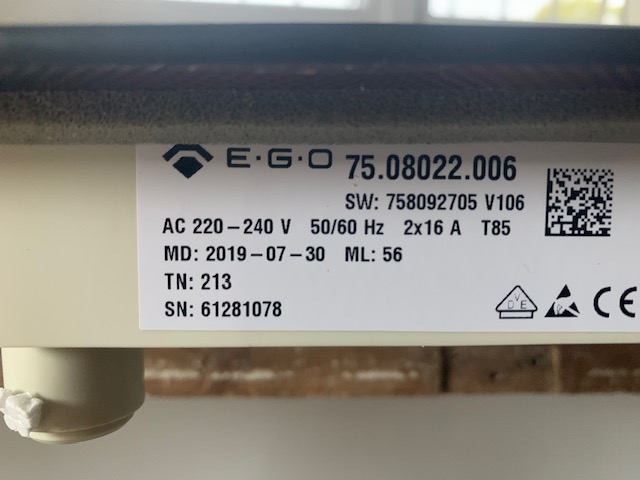 E·G·O 75.08022.006
SW: 758092705 V106
AC 220–240 V 50/60 Hz 2x16 A T85
MD: 2019–07–30 ML: 56
TN: 213
SN: 61281078
DVE CE